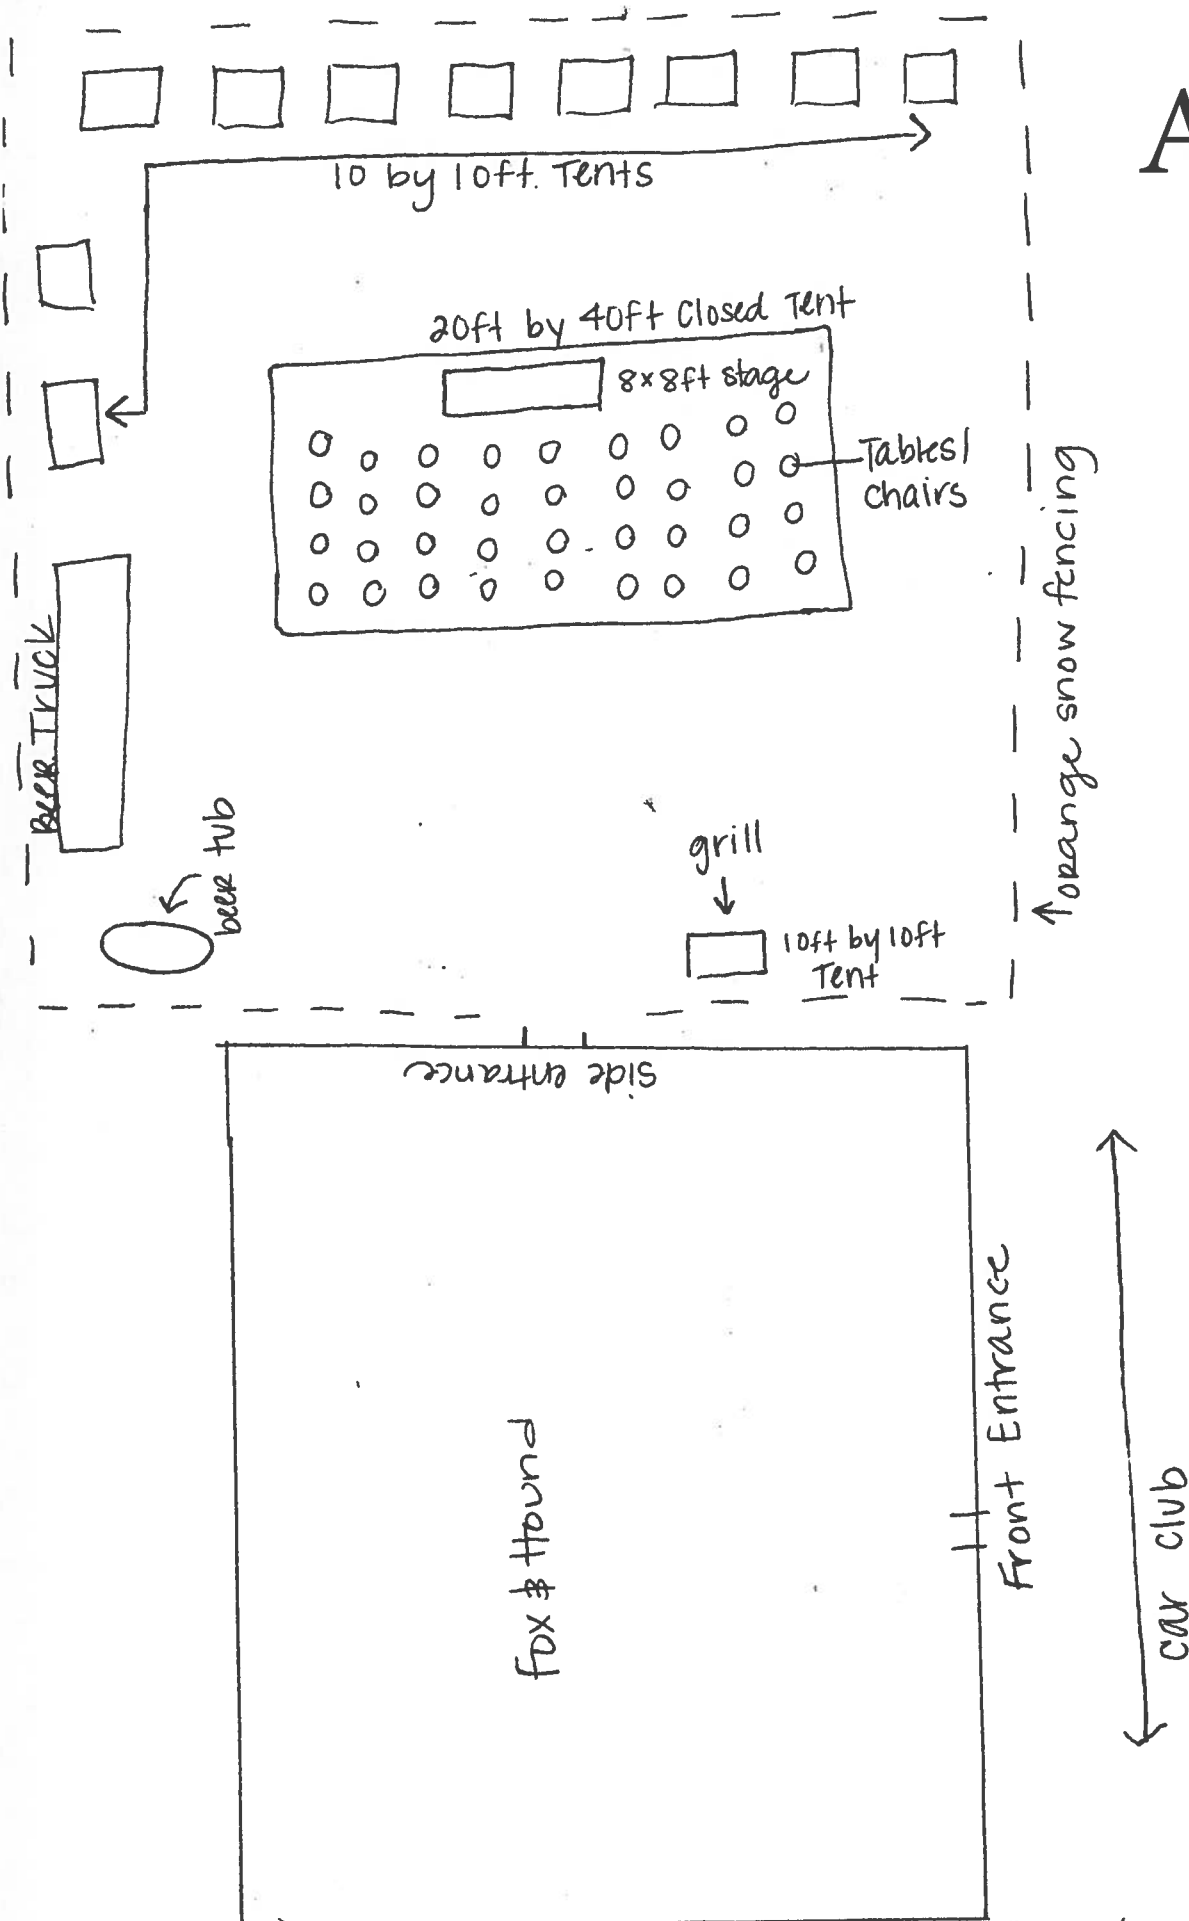 A
10 by 10ft. Tents
20ft by 40ft Closed Tent
8x8ft stage
Tables/
chairs
orange snow fencing
Beer Truck
beer tub
grill
10ft by 10ft
Tent
Side entrance
Front Entrance
Fox & Hound
car club